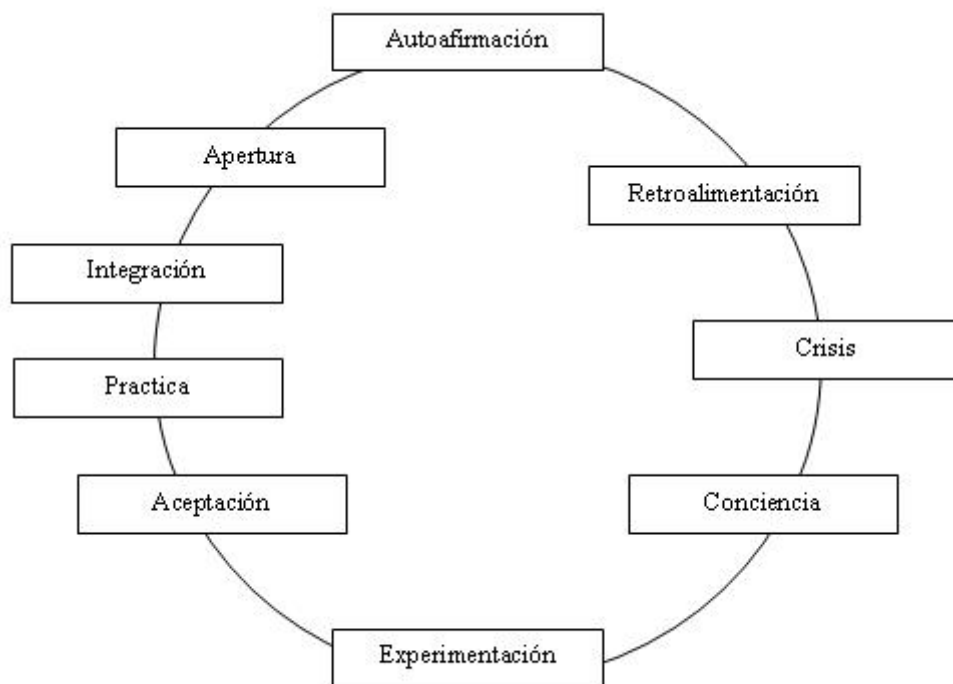 Autoafirmación
Apertura
Retroalimentación
Integración
Crisis
Practica
Aceptación
Conciencia
Experimentación